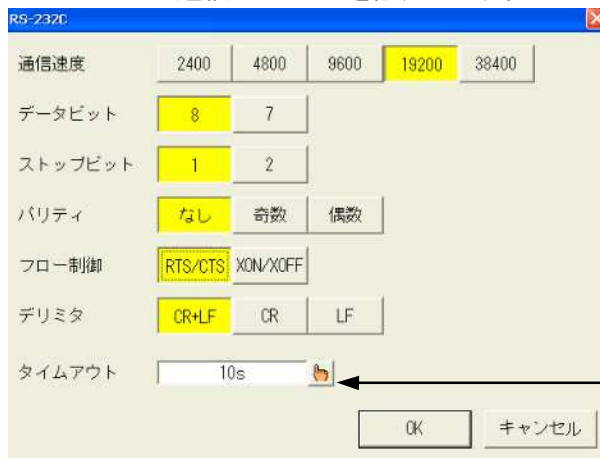 RS-232C
通信速度 2400 4800 9600 19200 38400
データビット 8 7
ストップビット 1 2
パリティ なし 奇数 偶数
フロー制御 RTS/CTS XON/XOFF
デリミタ CR+LF CR LF
タイムアウト 10s
OK キャンセル